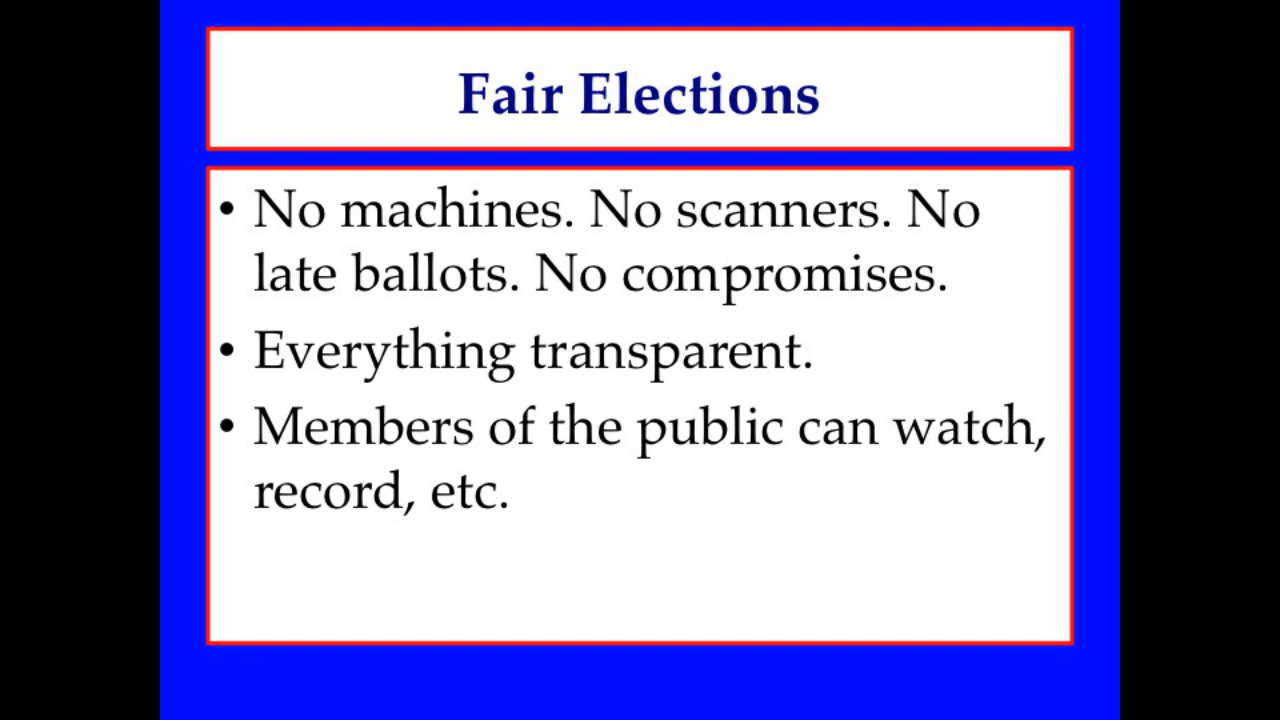 Fair Elections
• No machines. No scanners. No
late ballots. No compromises.
• Everything transparent.
• Members of the public can watch,
record, etc.